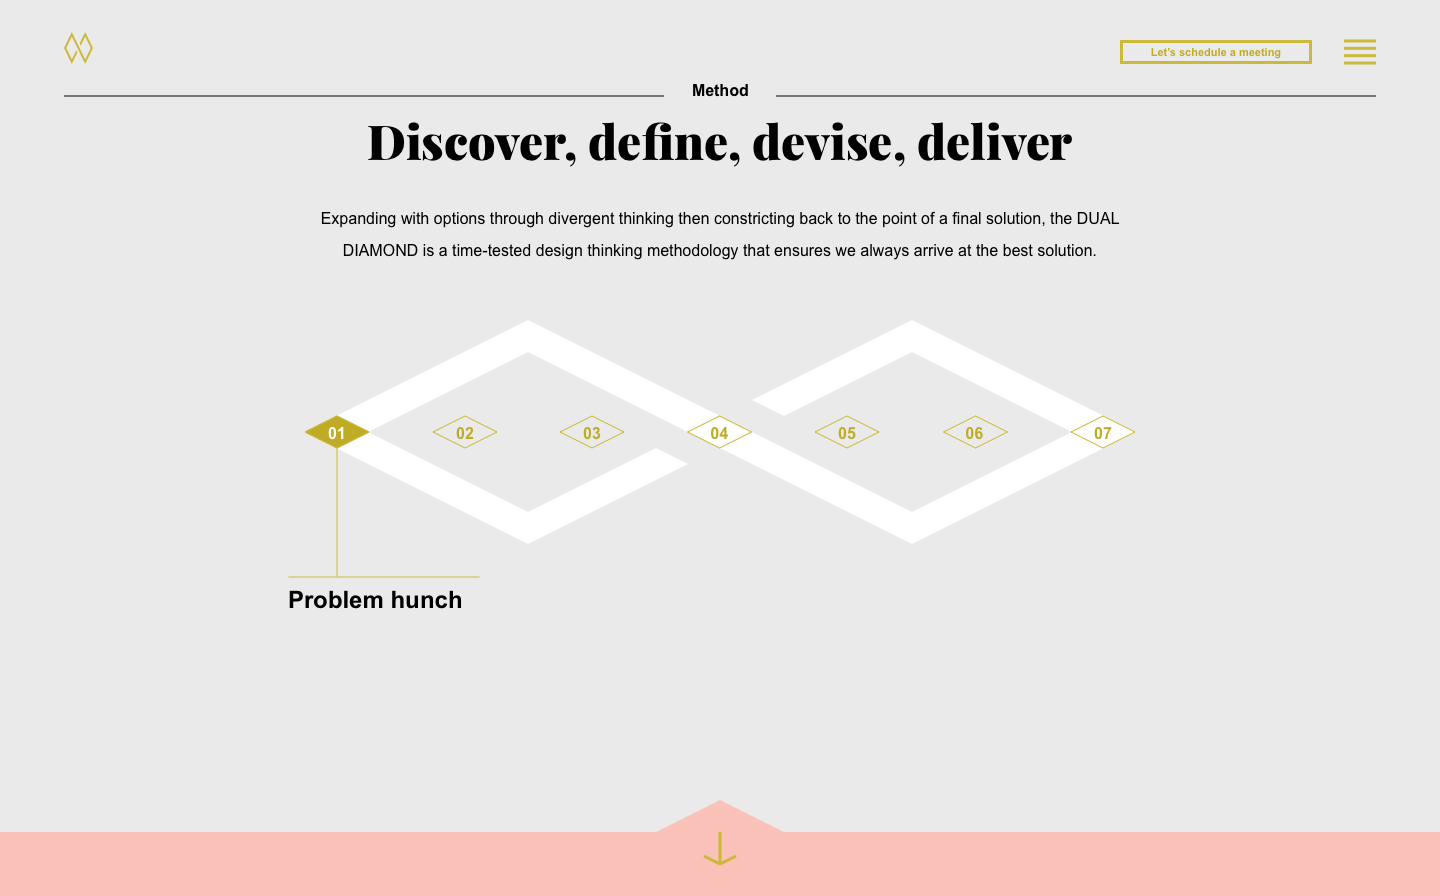 Let's schedule a meeting
Method
Discover, define, devise, deliver
Expanding with options through divergent thinking then constricting back to the point of a final solution, the DUAL
DIAMOND is a time-tested design thinking methodology that ensures we always arrive at the best solution.
01 02 03 04 05 06 07
Problem hunch